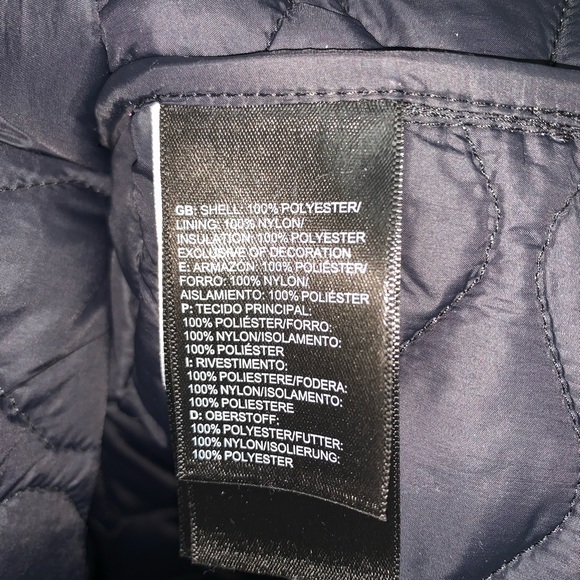 GB: SHELL: 100% POLYESTER/
LINING: 100% NYLON/
INSULATION: 100% POLYESTER
EXCLUSIVE OF DECORATION
E: ARMAZÓN: 100% POLIÉSTER/
FORRO: 100% NYLON/
AISLAMIENTO: 100% POLIÉSTER
P: TECIDO PRINCIPAL:
100% POLIÉSTER/FORRO:
100% NYLON/ISOLAMENTO:
100% POLIÉSTER
I: RIVESTIMENTO:
100% POLIESTERE/FODERA:
100% NYLON/ISOLAMENTO:
100% POLIESTERE
D: OBERSTOFF:
100% POLYESTER/FUTTER:
100% NYLON/ISOLIERUNG:
100% POLYESTER